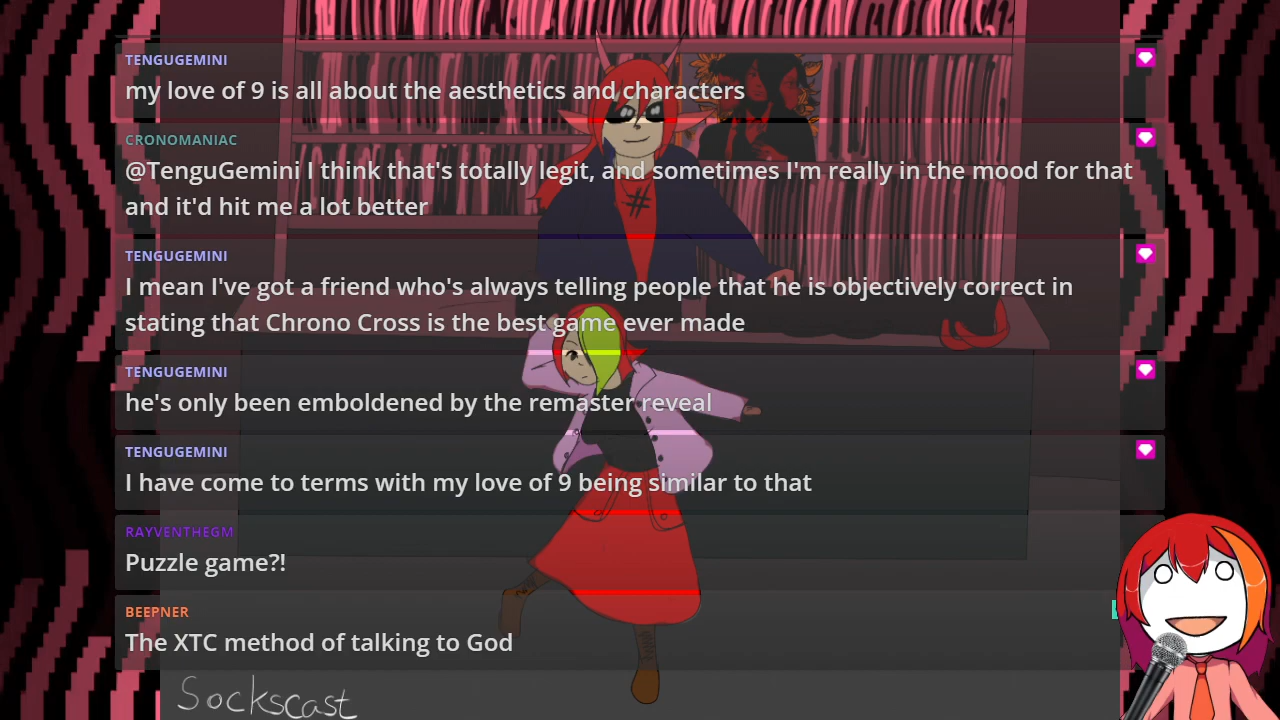 TENGUGEMINI
my love of 9 is all about the aesthetics and characters
CRONOMANIAC
@TenguGemini I think that's totally legit, and sometimes I'm really in the mood for that
and it'd hit me a lot better
TENGUGEMINI
I mean I've got a friend who's always telling people that he is objectively correct in
stating that Chrono Cross is the best game ever made
TENGUGEMINI
he's only been emboldened by the remaster reveal
TENGUGEMINI
I have come to terms with my love of 9 being similar to that
RAYVENTHEGM
Puzzle game?!
BEEPNER
The XTC method of talking to God
Sockscast